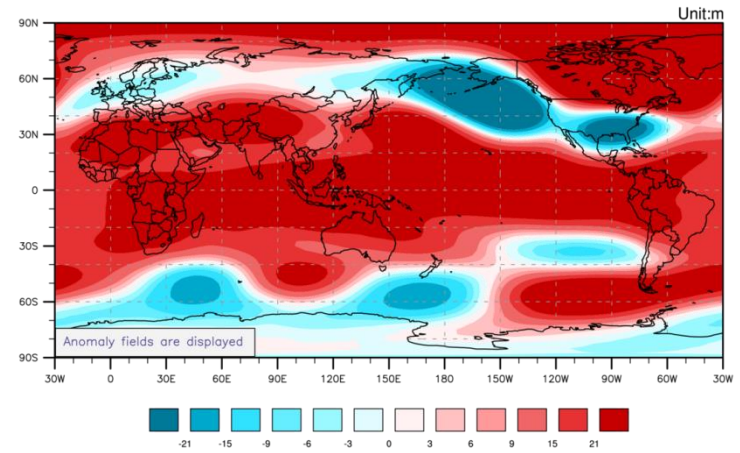 Unit:m
90N
60N
30N
0
30S
60S
90S
Anomaly fields are displayed
30W 0 30E 60E 90E 120E 150E 180 150W 120W 90W 60W 30W
-21 -15 -9 -6 -3 0 3 6 9 15 21